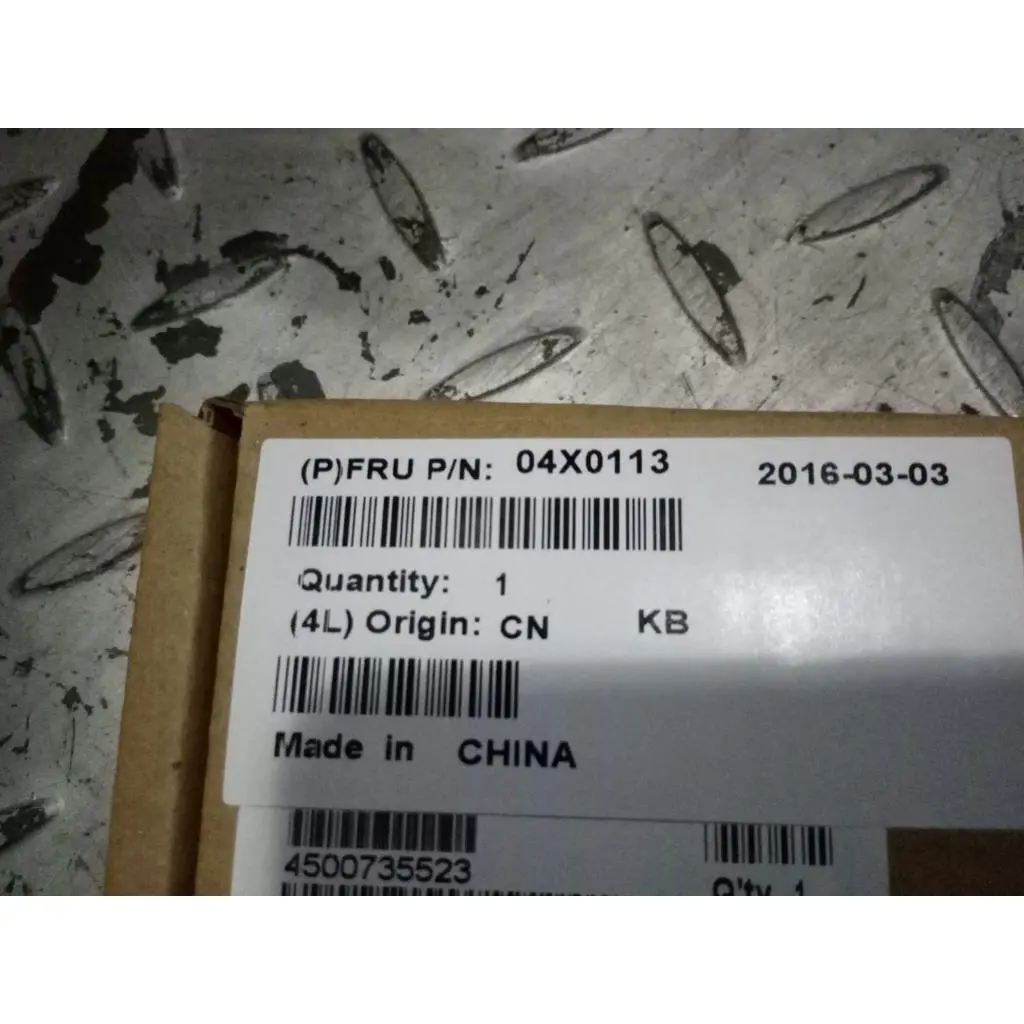 (P)FRU P/N: 04X0113 2016-03-03
Quantity: 1
(4L) Origin: CN KB
Made in CHINA
4500735523
Q'ty 1